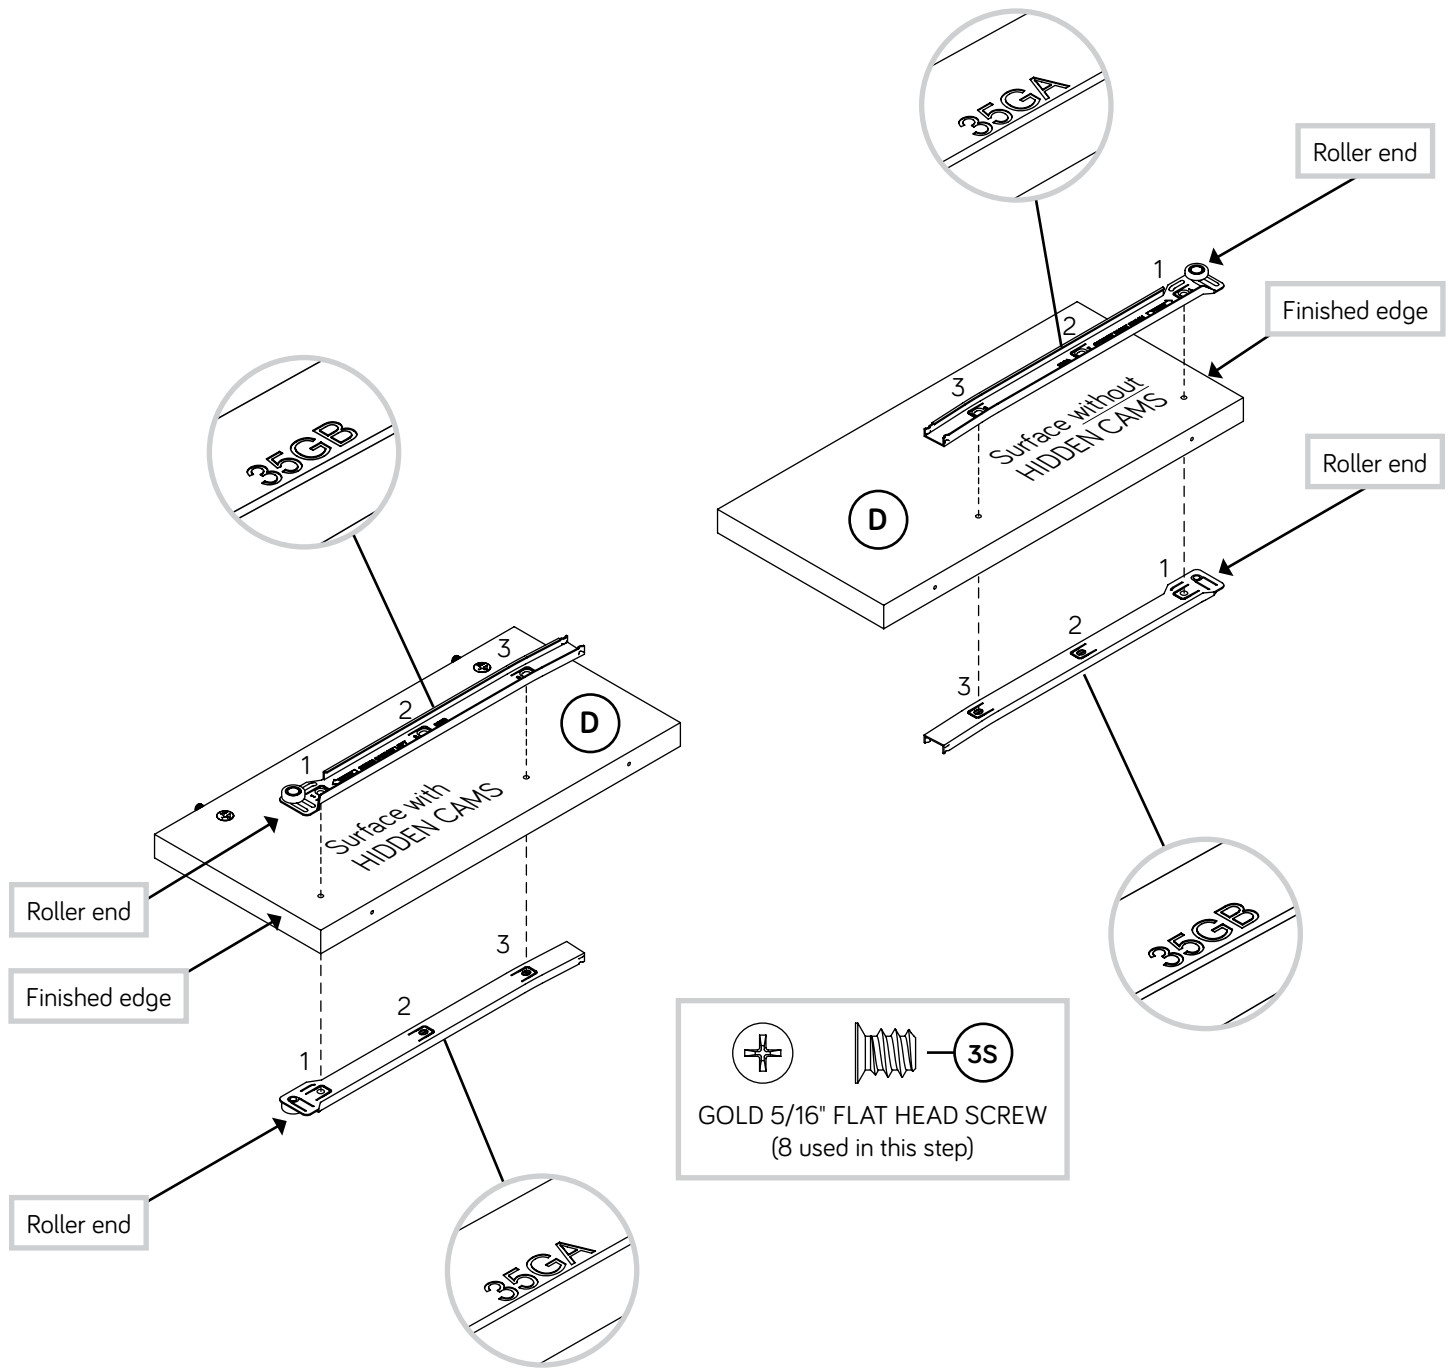 35GA
Roller end
1
Finished edge
2
3
Surface without
HIDDEN CAMS
D
Roller end
1
2
3
35GB
35GB
3
2
D
1
Surface with
HIDDEN CAMS
Roller end
Finished edge
3
2
1
Roller end
35GA
3S
GOLD 5/16" FLAT HEAD SCREW
(8 used in this step)